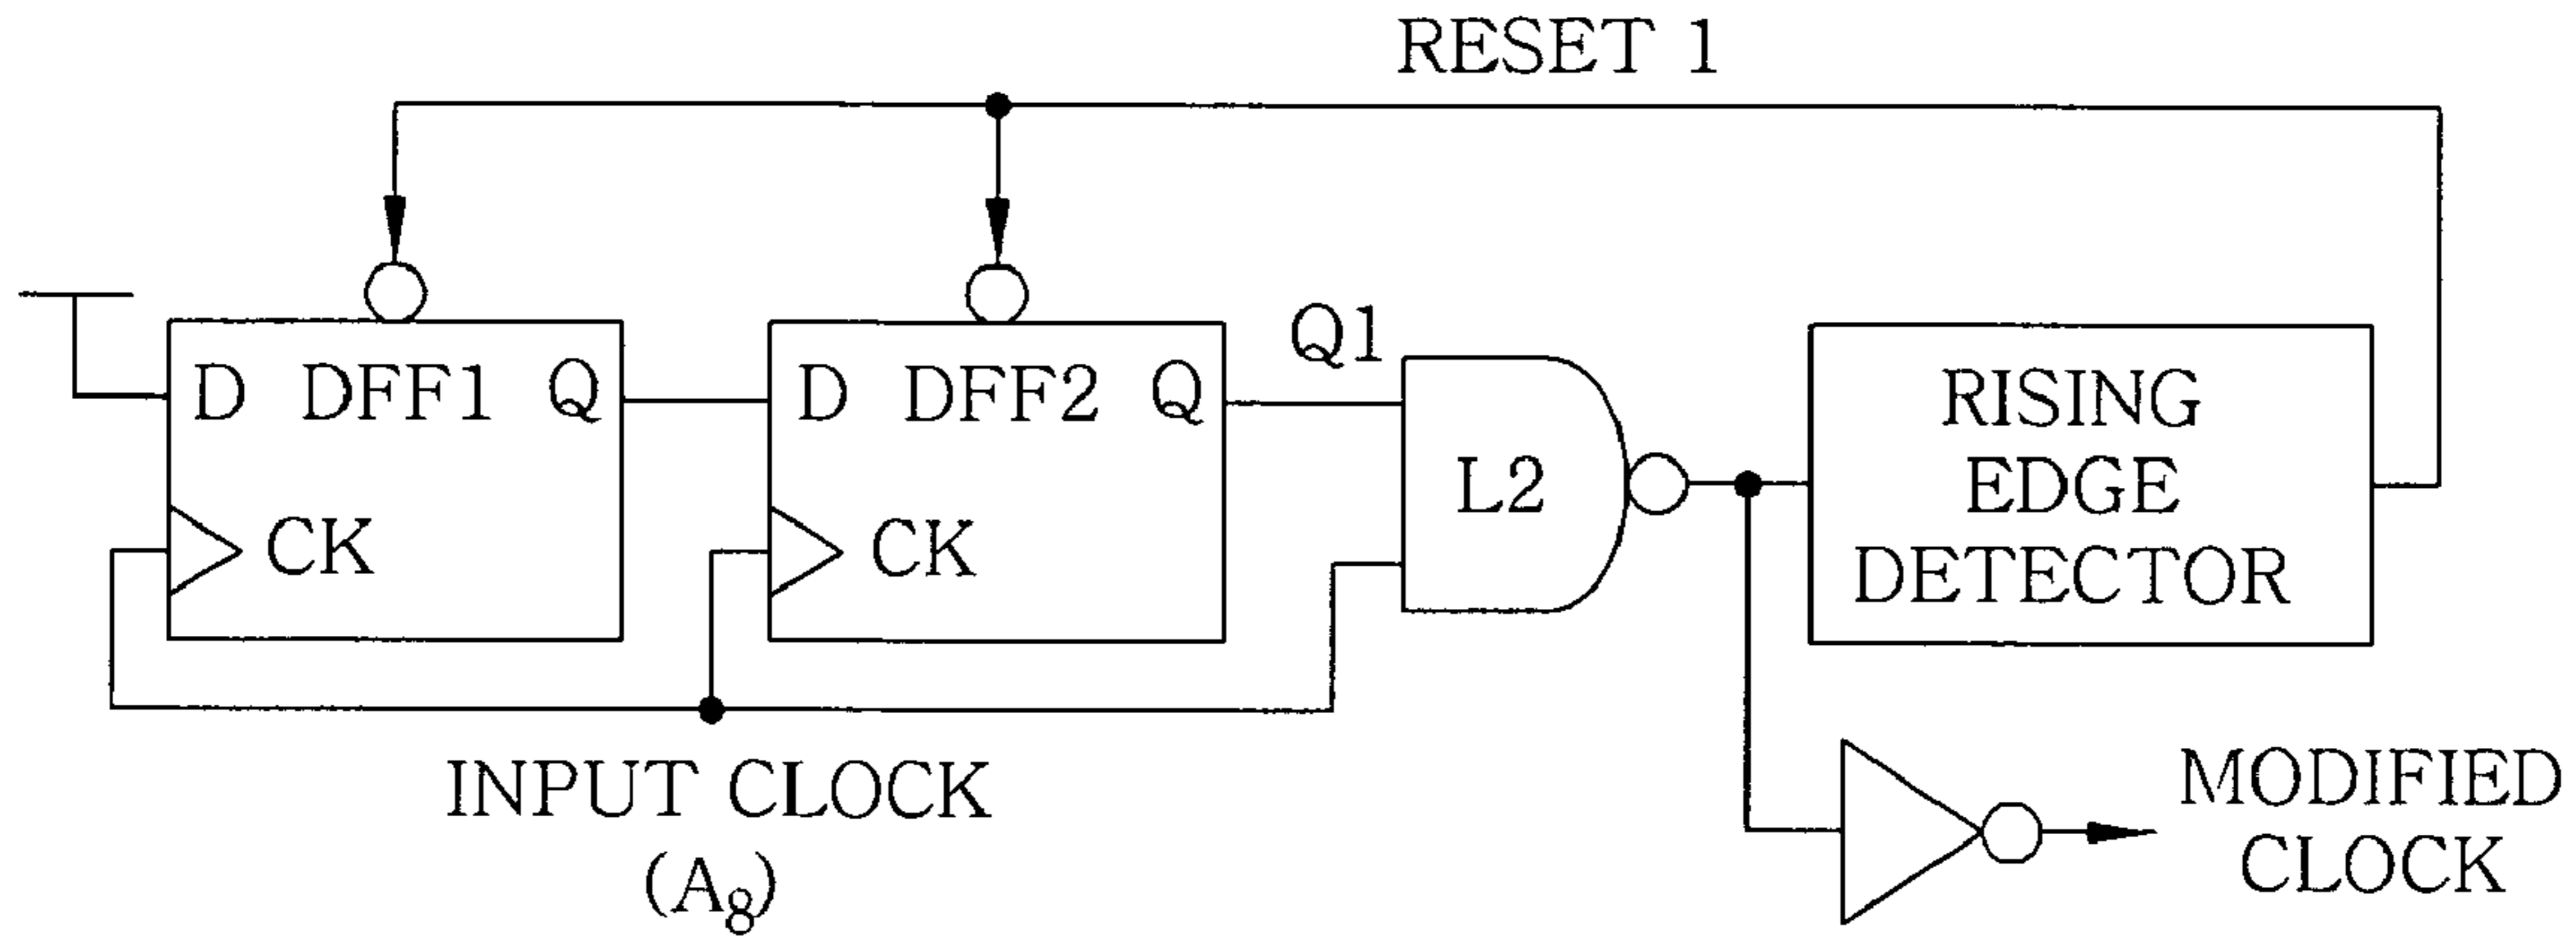 RESET 1
D DFF1 Q
CK
D DFF2 Q
CK
Q1
L2
RISING
EDGE
DETECTOR
INPUT CLOCK
(A8)
MODIFIED
CLOCK